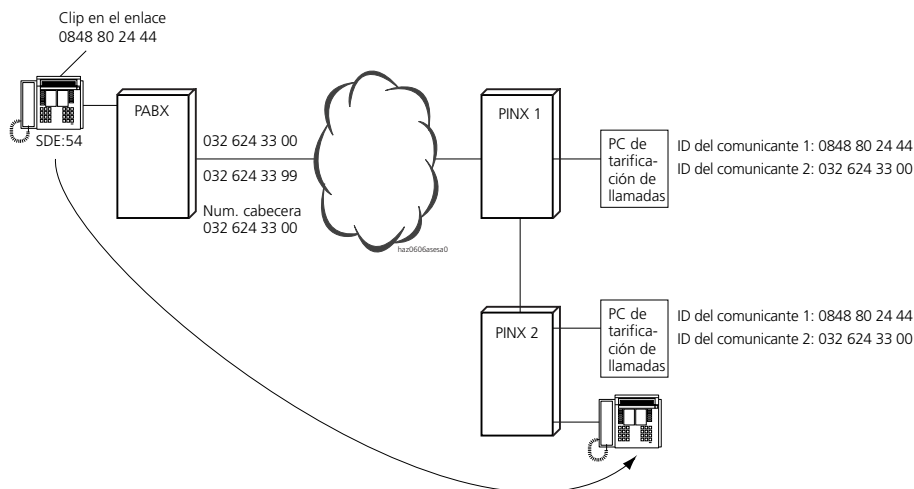 Clip en el enlace
0848 80 24 44
SDE:54
PABX
032 624 33 00
032 624 33 99
Num. cabecera
032 624 33 00
haz0606asesa0
PINX 1
PC de
tarifica-
ción de
llamadas
ID del comunicante 1: 0848 80 24 44
ID del comunicante 2: 032 624 33 00
PINX 2
PC de
tarifica-
ción de
llamadas
ID del comunicante 1: 0848 80 24 44
ID del comunicante 2: 032 624 33 00